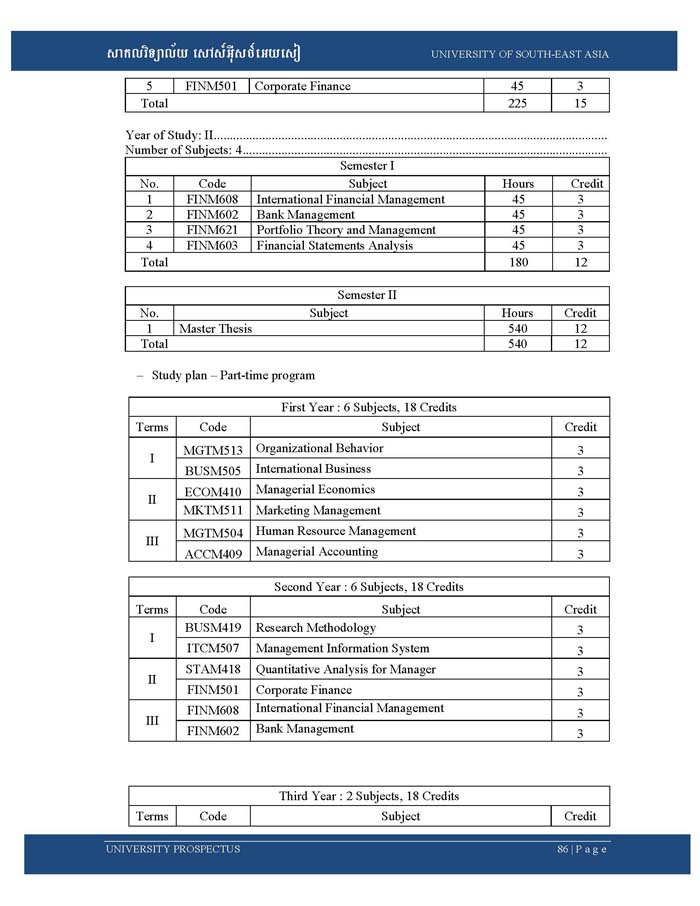 សាកលវិទ្យាល័យ សៅស៍អ៊ីសថ៍អេយសៀ UNIVERSITY OF SOUTH-EAST ASIA
5 FINM501 Corporate Finance 45 3
Total 225 15
Year of Study: II...........................................................................................................................
Number of Subjects: 4.................................................................................................................
Semester I
No. Code Subject Hours Credit
1 FINM608 International Financial Management 45 3
2 FINM602 Bank Management 45 3
3 FINM621 Portfolio Theory and Management 45 3
4 FINM603 Financial Statements Analysis 45 3
Total 180 12
Semester II
No. Subject Hours Credit
1 Master Thesis 540 12
Total 540 12
– Study plan – Part-time program
First Year : 6 Subjects, 18 Credits
Terms Code Subject Credit
I MGTM513 Organizational Behavior 3
BUSM505 International Business 3
II ECOM410 Managerial Economics 3
MKTM511 Marketing Management 3
III MGTM504 Human Resource Management 3
ACCM409 Managerial Accounting 3
Second Year : 6 Subjects, 18 Credits
Terms Code Subject Credit
I BUSM419 Research Methodology 3
ITCM507 Management Information System 3
II STAM418 Quantitative Analysis for Manager 3
FINM501 Corporate Finance 3
III FINM608 International Financial Management 3
FINM602 Bank Management 3
Third Year : 2 Subjects, 18 Credits
Terms Code Subject Credit
UNIVERSITY PROSPECTUS 86 | P a g e